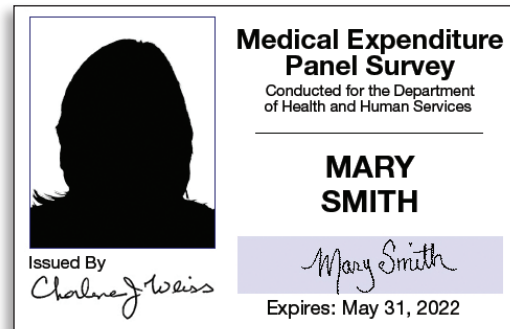 Medical Expenditure
Panel Survey
Conducted for the Department
of Health and Human Services
MARY
SMITH
Mary Smith
Expires: May 31, 2022
Issued By
Charlene J Weiss